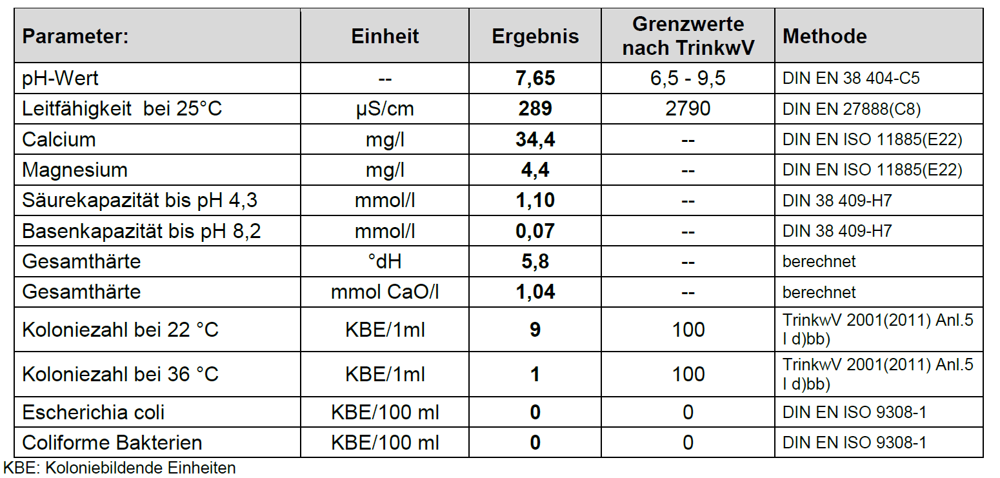 Parameter: Einheit Ergebnis Grenzwerte nach TrinkwV Methode
pH-Wert -- 7,65 6,5 - 9,5 DIN EN 38 404-C5
Leitfähigkeit bei 25°C µS/cm 289 2790 DIN EN 27888(C8)
Calcium mg/l 34,4 -- DIN EN ISO 11885(E22)
Magnesium mg/l 4,4 -- DIN EN ISO 11885(E22)
Säurekapazität bis pH 4,3 mmol/l 1,10 -- DIN 38 409-H7
Basenkapazität bis pH 8,2 mmol/l 0,07 -- DIN 38 409-H7
Gesamthärte °dH 5,8 -- berechnet
Gesamthärte mmol CaO/l 1,04 -- berechnet
Koloniezahl bei 22 °C KBE/1ml 9 100 TrinkwV 2001(2011) Anl.5 I d)bb)
Koloniezahl bei 36 °C KBE/1ml 1 100 TrinkwV 2001(2011) Anl.5 I d)bb)
Escherichia coli KBE/100 ml 0 0 DIN EN ISO 9308-1
Coliforme Bakterien KBE/100 ml 0 0 DIN EN ISO 9308-1
KBE: Koloniebildende Einheiten